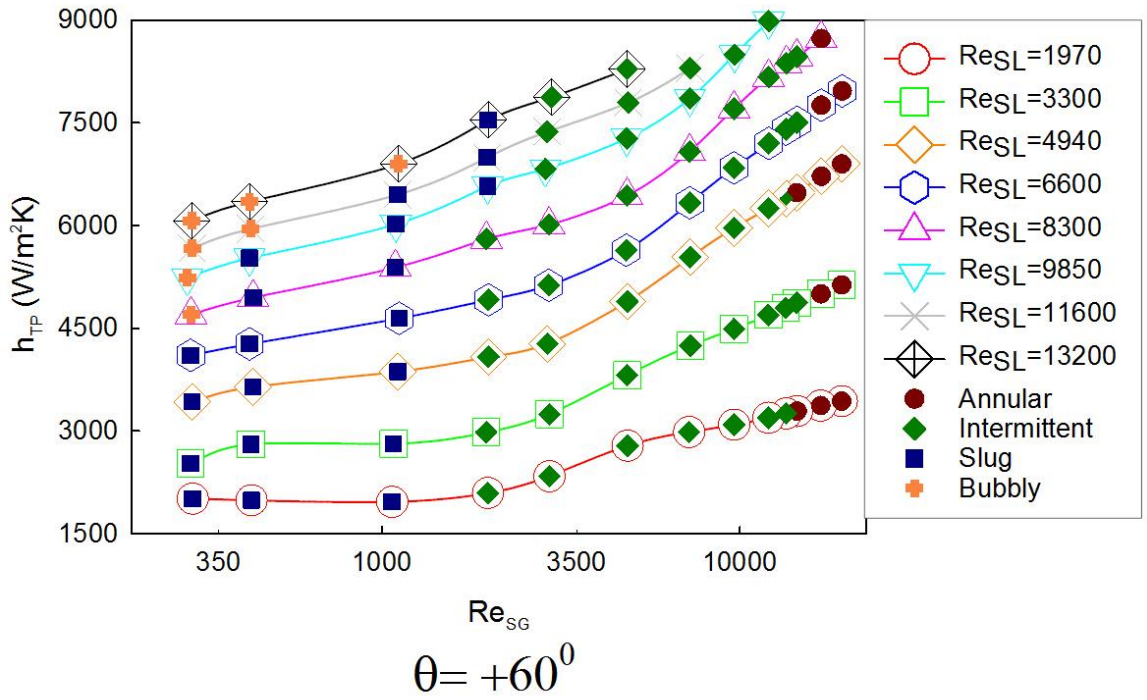 9000
7500
6000
4500
3000
1500
h_TP (W/m²K)
350 1000 3500 10000
Re_SG
θ= +60⁰
Re_SL=1970
Re_SL=3300
Re_SL=4940
Re_SL=6600
Re_SL=8300
Re_SL=9850
Re_SL=11600
Re_SL=13200
Annular
Intermittent
Slug
Bubbly